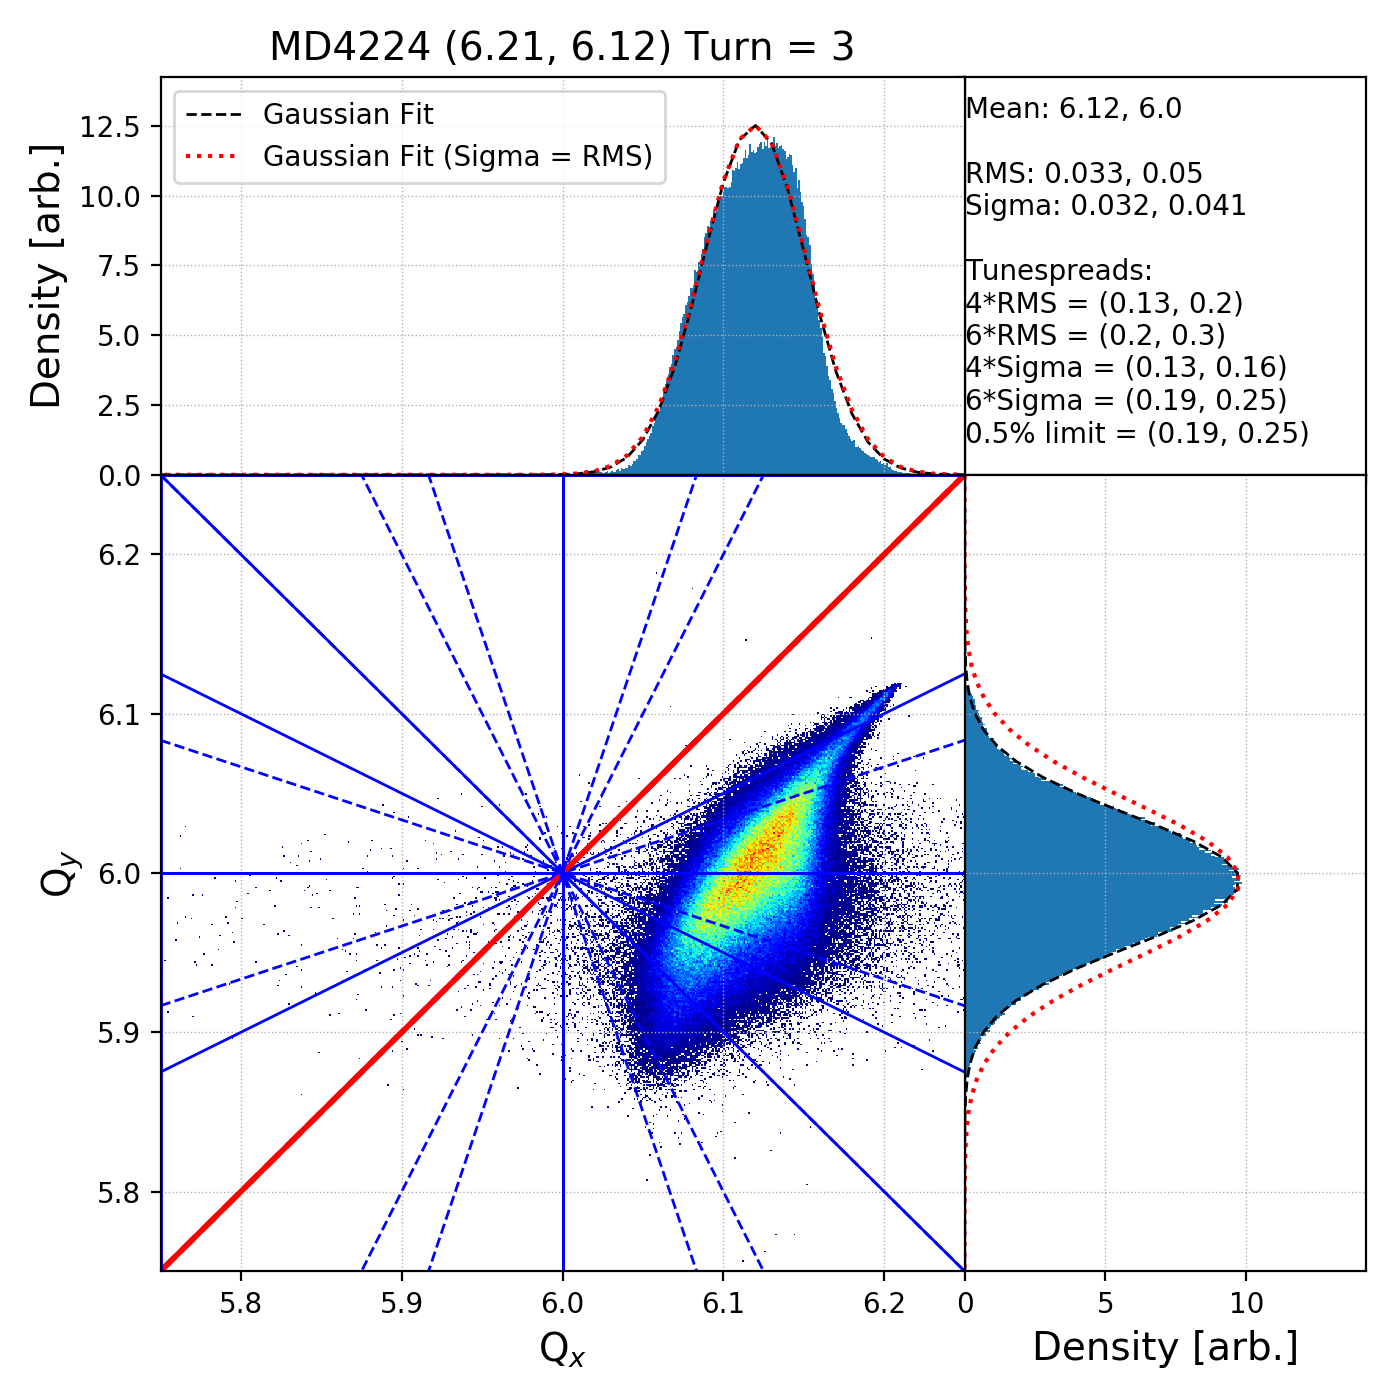 MD4224 (6.21, 6.12) Turn = 3
Gaussian Fit
Gaussian Fit (Sigma = RMS)
Density [arb.]
12.5
10.0
7.5
5.0
2.5
0.0
Mean: 6.12, 6.0
RMS: 0.033, 0.05
Sigma: 0.032, 0.041
Tunespreads:
4*RMS = (0.13, 0.2)
6*RMS = (0.2, 0.3)
4*Sigma = (0.13, 0.16)
6*Sigma = (0.19, 0.25)
0.5% limit = (0.19, 0.25)
Qy
6.2
6.1
6.0
5.9
5.8
5.8 5.9 6.0 6.1 6.2
Qx
0 5 10
Density [arb.]